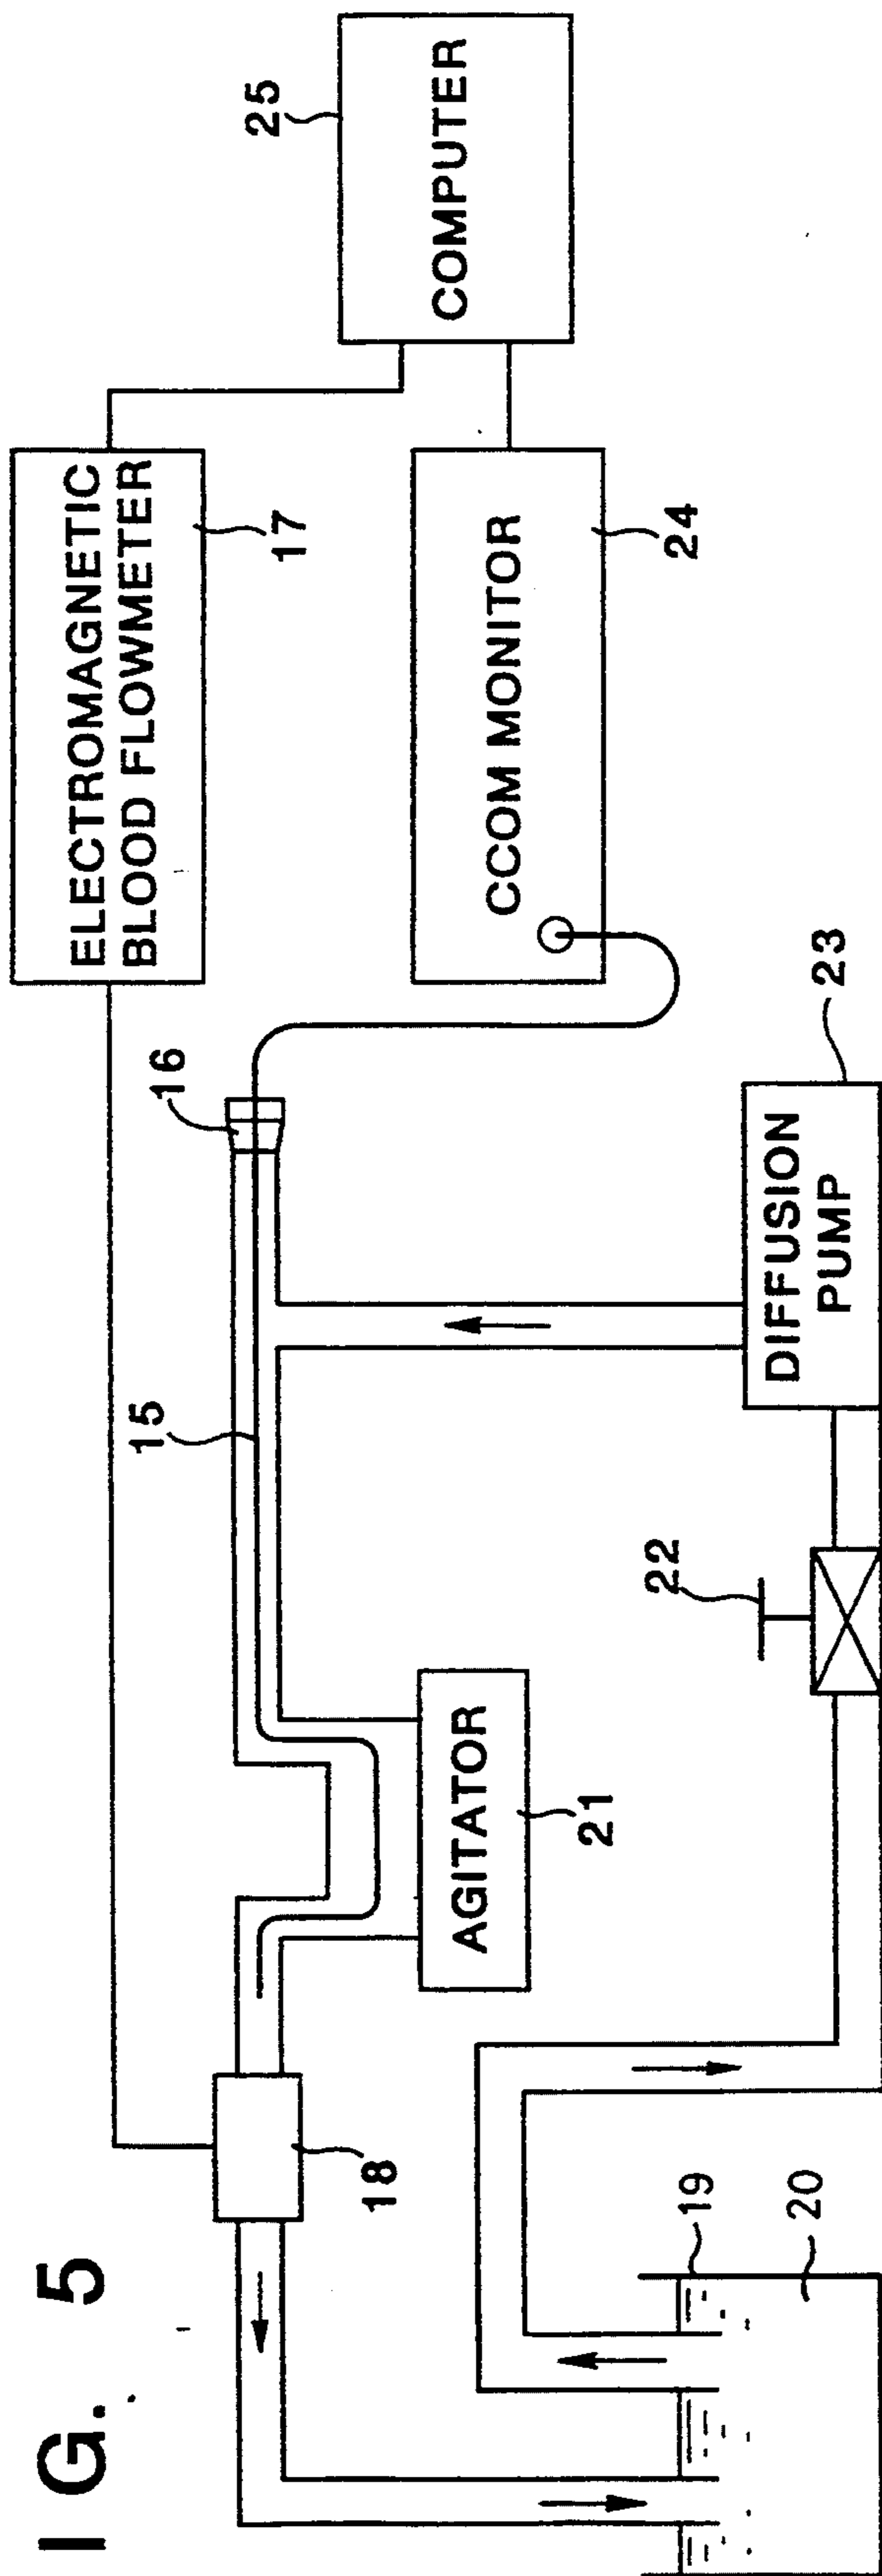 IG. 5
ELECTROMAGNETIC
BLOOD FLOWMETER
17
25
COMPUTER
16
15
18
CCOM MONITOR
24
AGITATOR
21
22
23
DIFFUSION
PUMP
19
20